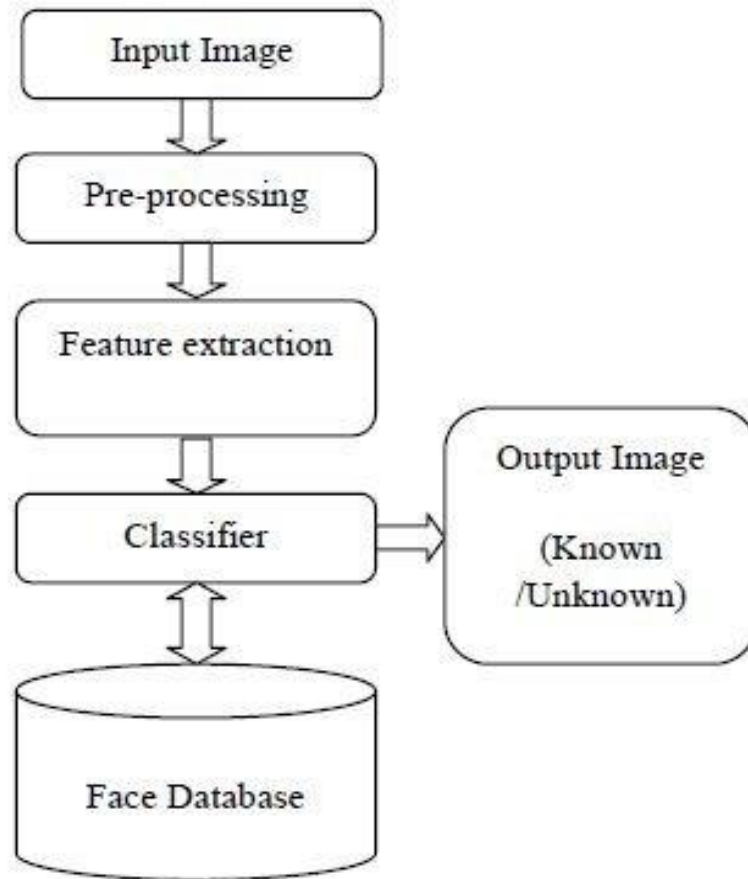 Input Image
Pre-processing
Feature extraction
Classifier
Output Image
(Known
/Unknown)
Face Database